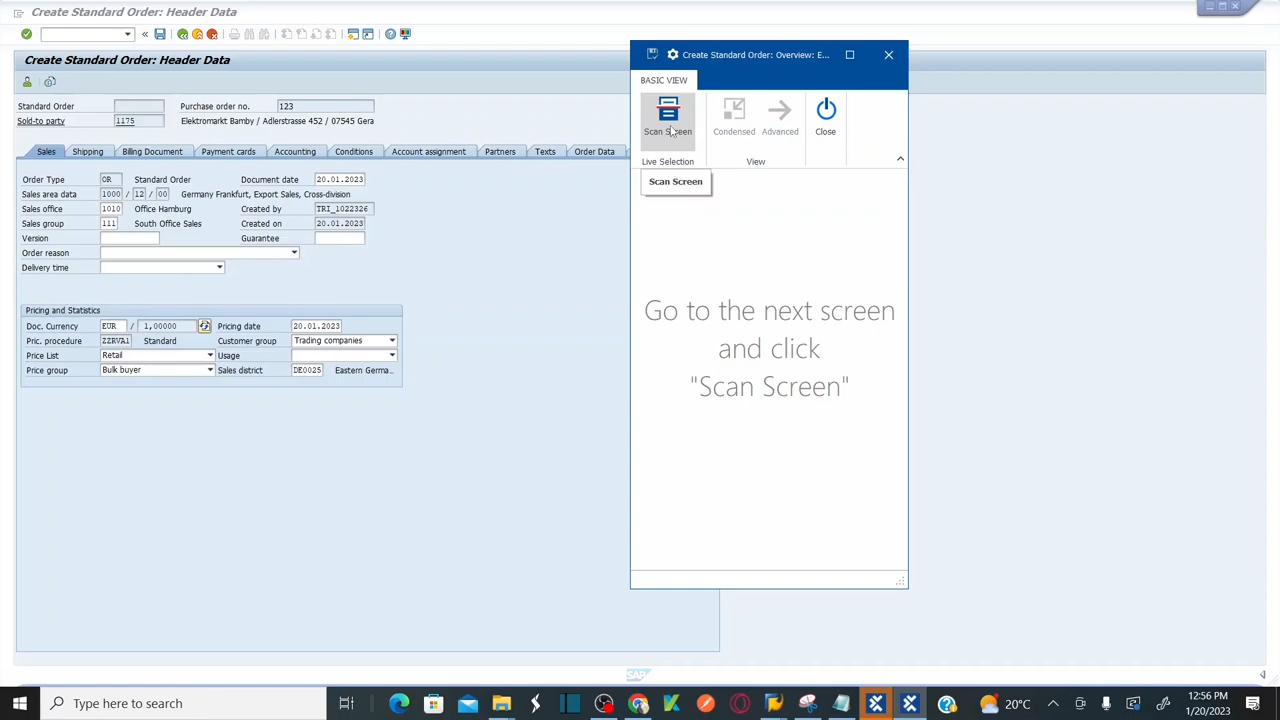 Create Standard Order: Header Data
Create Standard Order: Header Data
Standard Order Purchase order no. 123
Sold-to party 1175 Elektromarkt Bamby / Adlerstrasse 452 / 07545 Gera
Sales Shipping Billing Document Payment cards Accounting Conditions Account assignment Partners Texts Order Data
Order Type OR Standard Order Document date 20.01.2023
Sales area data 1000 / 12 / 00 Germany Frankfurt, Export Sales, Cross-division
Sales office 1010 Office Hamburg Created by TRI_1022326
Sales group 111 South Office Sales Created on 20.01.2023
Version Guarantee
Order reason
Delivery time
Pricing and Statistics
Doc. Currency EUR / 1,00000 Pricing date 20.01.2023
Pric. procedure ZZRVA1 Standard Customer group Trading companies
Price List Retail Usage
Price group Bulk buyer Sales district DE0025 Eastern Germa...
Create Standard Order: Overview: E...
BASIC VIEW
Scan Screen Condensed Advanced Close
Live Selection View
Scan Screen
Go to the next screen
and click
"Scan Screen"
SAP
Type here to search
20°C
12:56 PM
1/20/2023